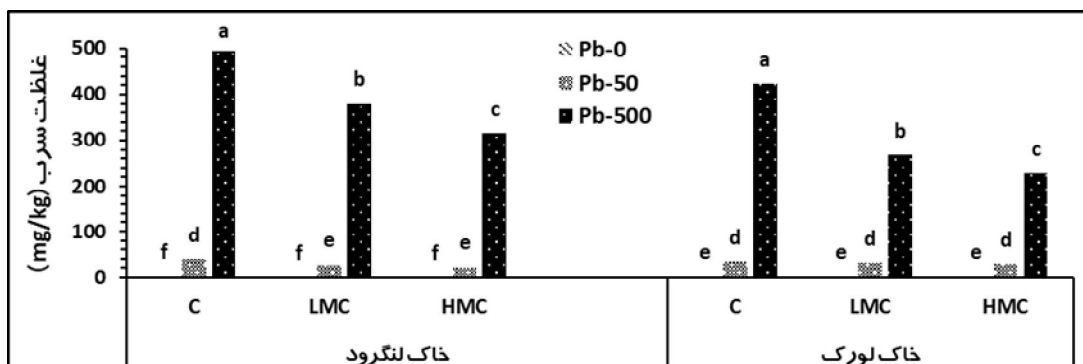 غلظت سرب (mg/kg)
500
400
300
200
100
0
Pb-0
Pb-50
Pb-500
f d a
f e b
f e c
e d a
e d b
e d c
C LMC HMC C LMC HMC
خاک لنگرود خاک لورک